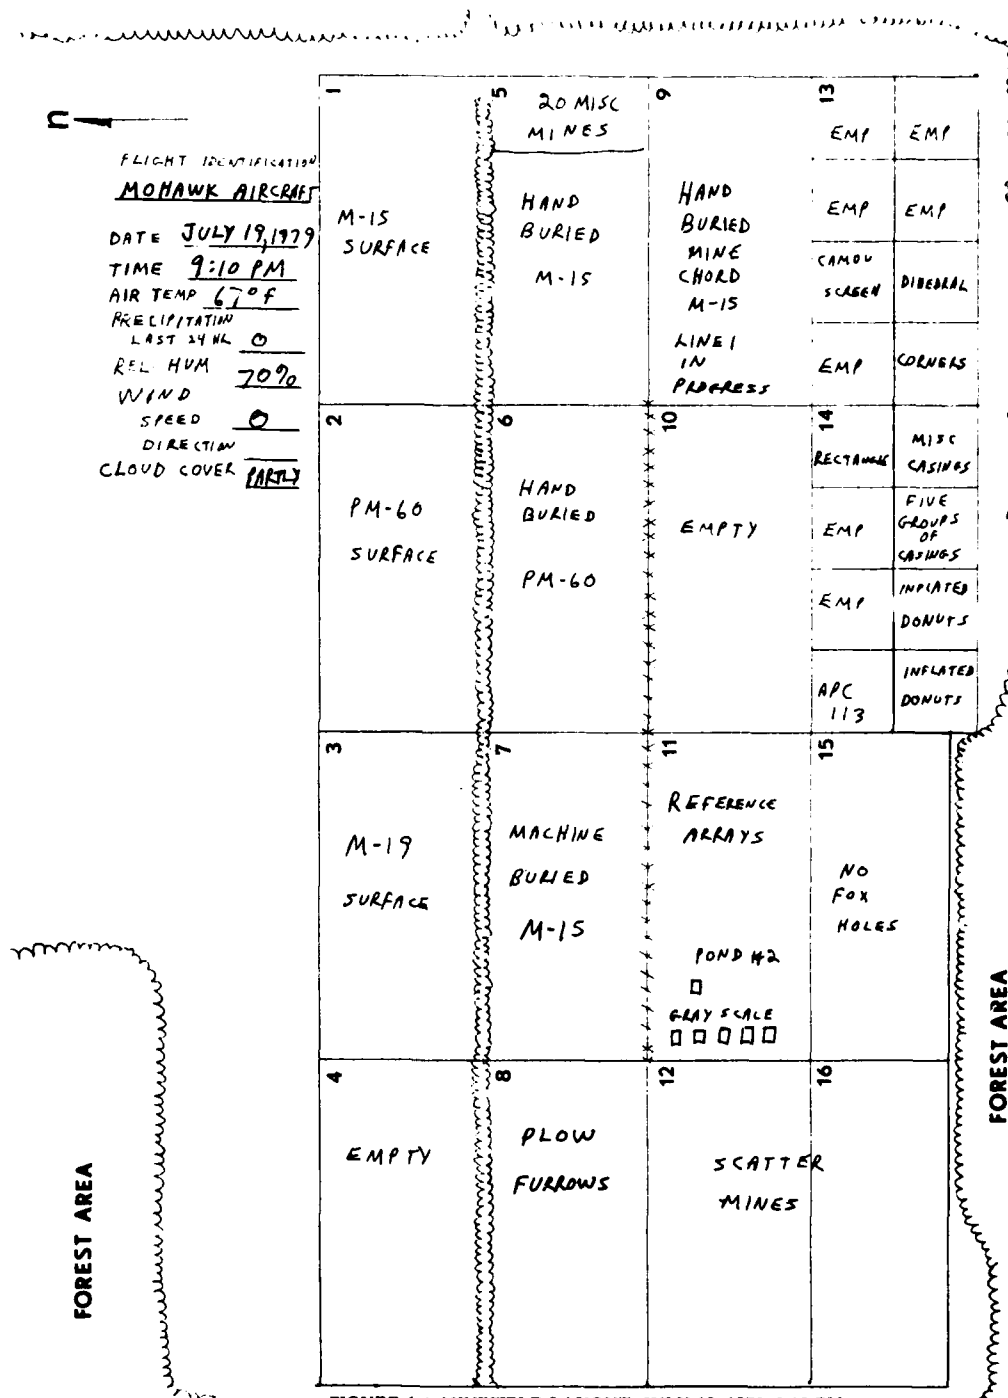 n
FLIGHT IDENTIFICATION
MOHAWK AIRCRAFT
DATE JULY 19, 1979
TIME 9:10 PM
AIR TEMP 67° F
PRECIPITATION
LAST 24 HR 0
REL HUM 70%
WIND
SPEED 0
DIRECTION
CLOUD COVER PARTLY
1
M-15
SURFACE
5
20 MISC
MINES
HAND
BURIED
M-15
9
HAND
BURIED
MINE
CHORD
M-15
LINE 1
IN
PROGRESS
13
EMP
EMP
EMP
EMP
CAMOU
SCREEN
DIHEDRAL
EMP
CORNERS
2
PM-60
SURFACE
6
HAND
BURIED
PM-60
10
EMPTY
14
RECTANGLE
MISC
CASINGS
EMP
FIVE
GROUPS
OF
CASINGS
EMP
INFLATED
DONUTS
APC
113
INFLATED
DONUTS
3
M-19
SURFACE
7
MACHINE
BURIED
M-15
11
REFERENCE
ARRAYS
POND #2
GRAY SCALE
15
NO
FOX
HOLES
4
EMPTY
8
PLOW
FURROWS
12
SCATTER
MINES
16
FOREST AREA
FOREST AREA